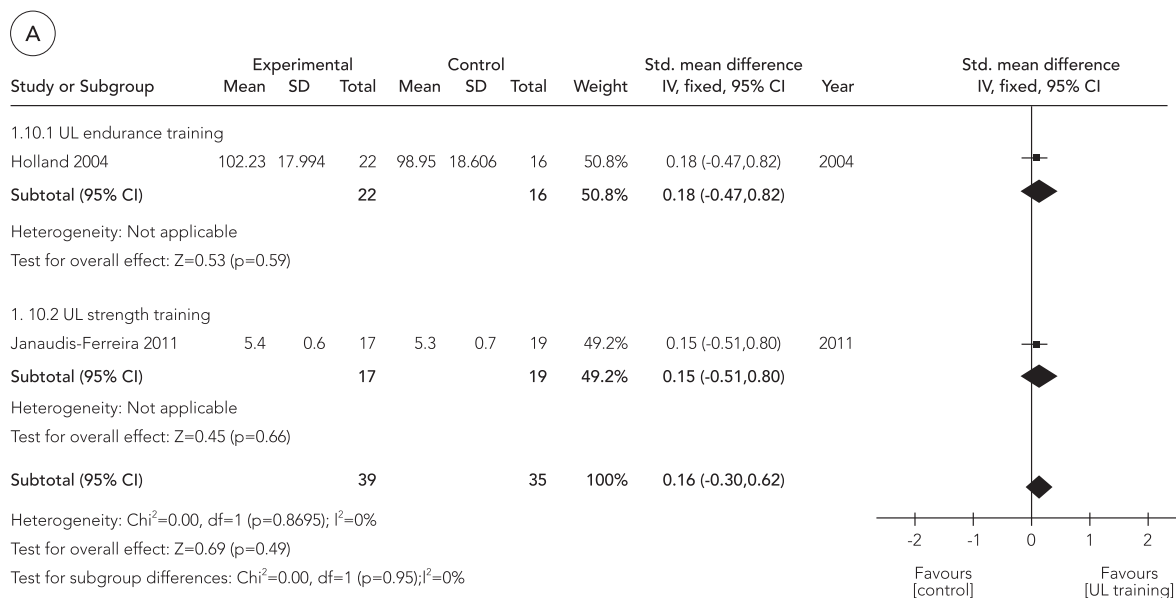 A
Experimental Control Std. mean difference Std. mean difference
Study or Subgroup Mean SD Total Mean SD Total Weight IV, fixed, 95% CI Year IV, fixed, 95% CI
1.10.1 UL endurance training
Holland 2004 102.23 17.994 22 98.95 18.606 16 50.8% 0.18 (-0.47,0.82) 2004
Subtotal (95% CI) 22 16 50.8% 0.18 (-0.47,0.82)
Heterogeneity: Not applicable
Test for overall effect: Z=0.53 (p=0.59)
1. 10.2 UL strength training
Janaudis-Ferreira 2011 5.4 0.6 17 5.3 0.7 19 49.2% 0.15 (-0.51,0.80) 2011
Subtotal (95% CI) 17 19 49.2% 0.15 (-0.51,0.80)
Heterogeneity: Not applicable
Test for overall effect: Z=0.45 (p=0.66)
Subtotal (95% CI) 39 35 100% 0.16 (-0.30,0.62)
Heterogeneity: Chi²=0.00, df=1 (p=0.8695); I²=0%
Test for overall effect: Z=0.69 (p=0.49)
Test for subgroup differences: Chi²=0.00, df=1 (p=0.95);I²=0%
-2 -1 0 1 2
Favours Favours
[control] [UL training]